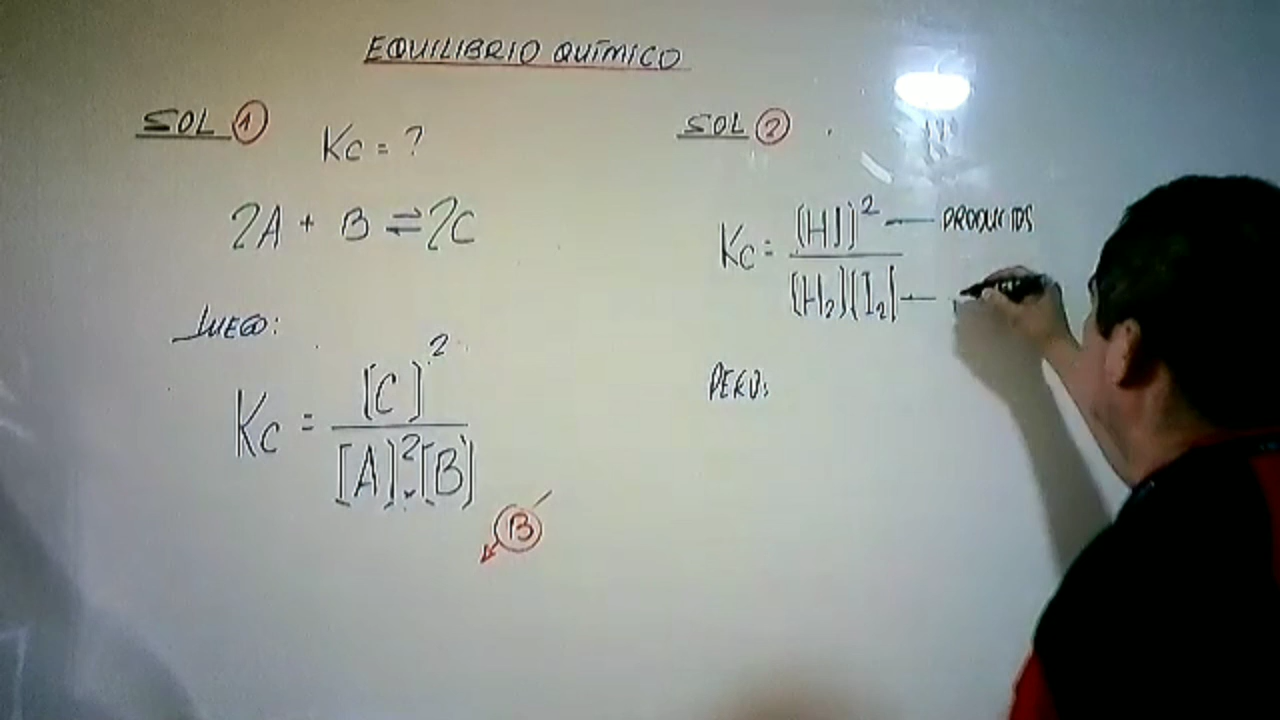 EQUILIBRIO QUÍMICO
SOL 1
Kc = ?
2A + B ⇌ 2C
LUEGO:
Kc = [C]²
[A]².[B]
B
SOL 2
Kc = [HI]² — PRODUCTOS
[H₂][I₂] —
PERO: